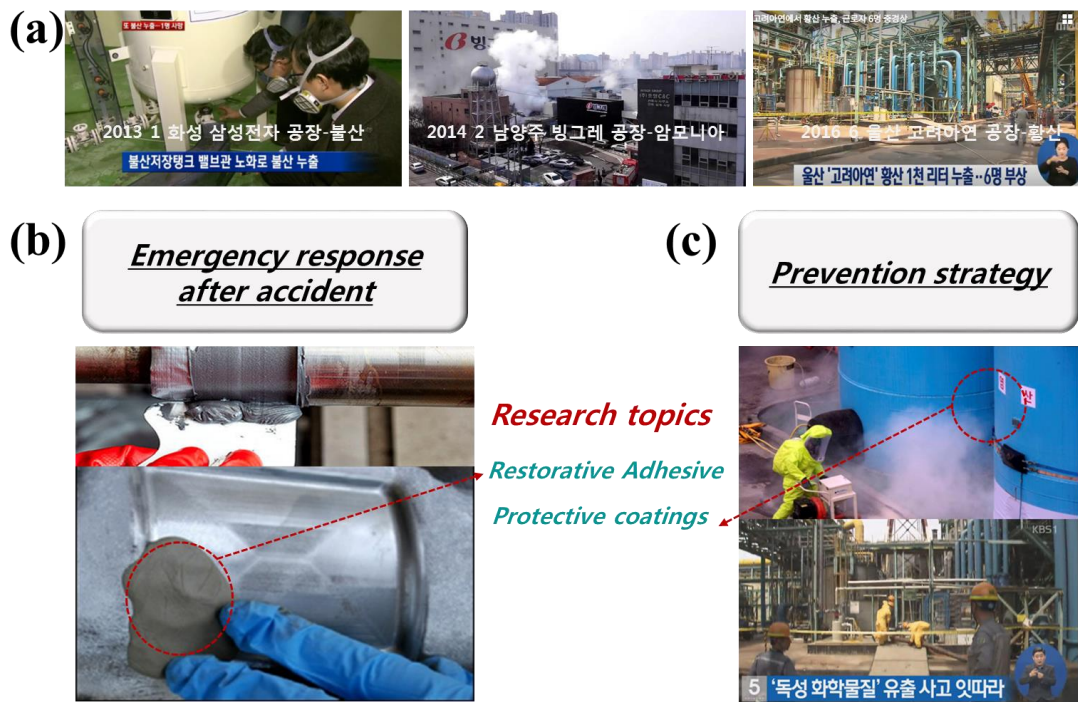 (a)
또 불산 누출…1명 사망
2013 1 화성 삼성전자 공장-불산
불산저장탱크 밸브관 노화로 불산 누출
빙그
2014 2 남양주 빙그레 공장-암모니아
고려아연에서 황산 누출, 근로자 6명 중경상
2016 6 울산 고려아연 공장-황산
울산 '고려아연' 황산 1천 리터 누출‥6명 부상
(b)
Emergency response
after accident
(c)
Prevention strategy
Research topics
Restorative Adhesive
Protective coatings
KBS1
5 '독성 화학물질' 유출 사고 잇따라